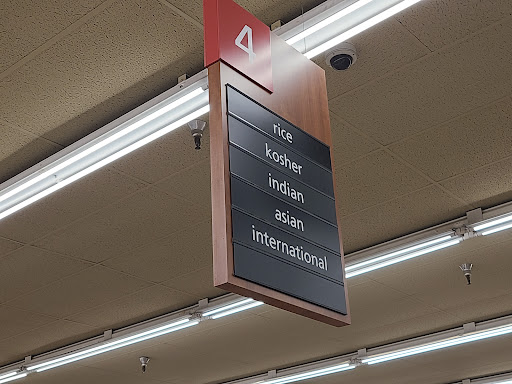 4
rice
kosher
indian
asian
international